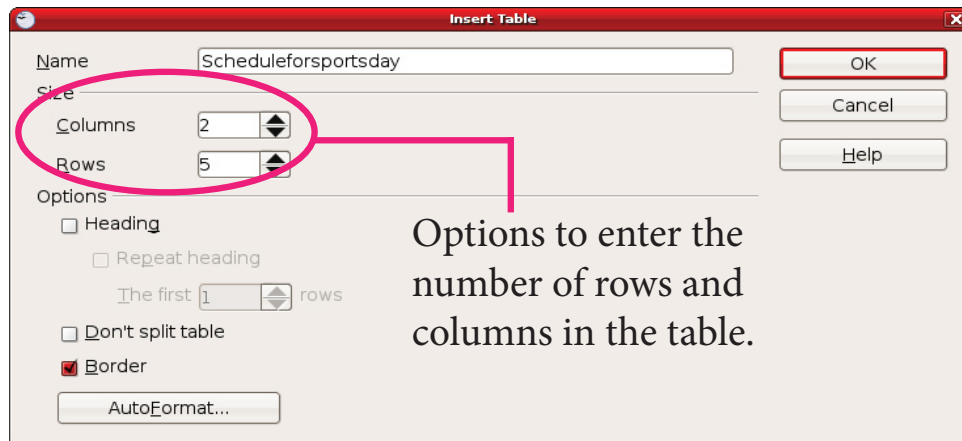 Insert Table
Name Scheduleforsportsday OK
Size
Cancel
Columns 2
Rows 5 Help
Options
Heading
Repeat heading
The first 1 rows
Don't split table
Border
AutoFormat...
Options to enter the
number of rows and
columns in the table.